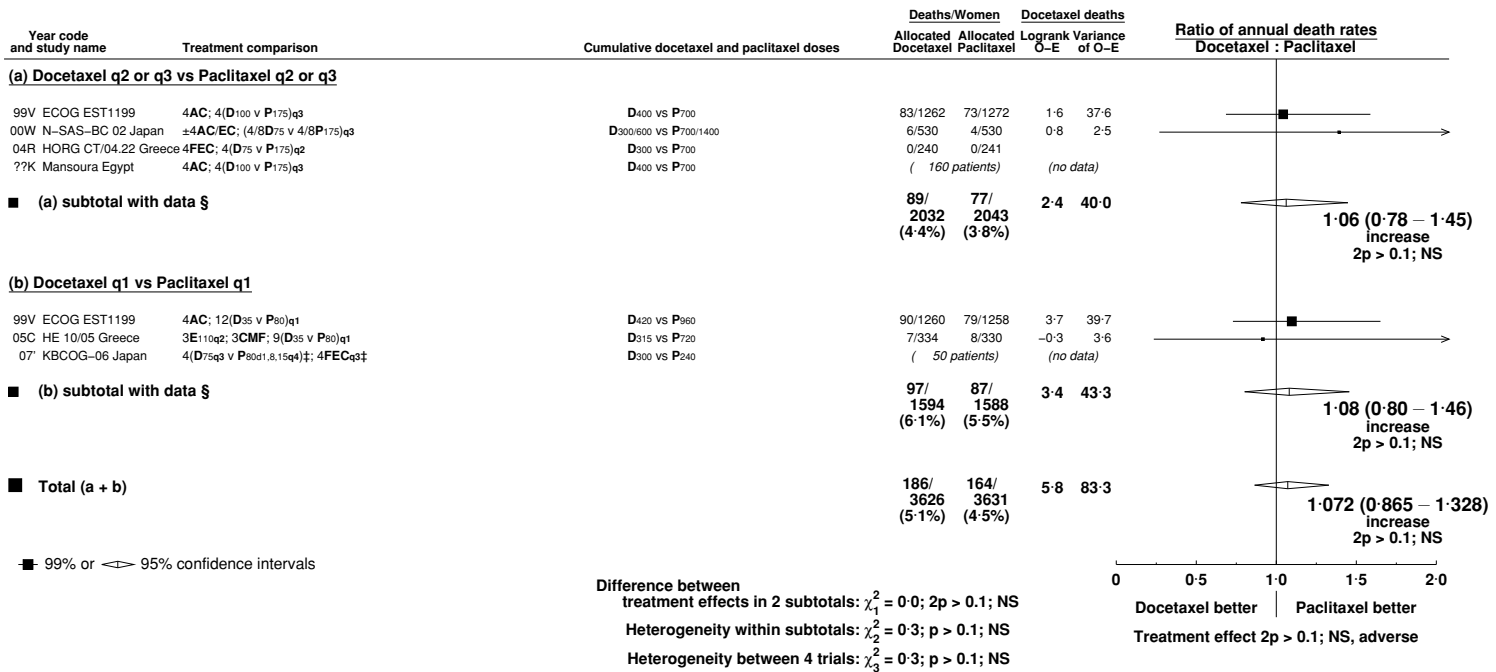 Deaths/Women Docetaxel deaths
Year code and study name Treatment comparison Cumulative docetaxel and paclitaxel doses Allocated Docetaxel Allocated Paclitaxel Logrank O–E Variance of O–E Ratio of annual death rates
Docetaxel : Paclitaxel
(a) Docetaxel q2 or q3 vs Paclitaxel q2 or q3
99V ECOG EST1199 4AC; 4(D100 v P175)q3 D400 vs P700 83/1262 73/1272 1·6 37·6
00W N–SAS–BC 02 Japan ±4AC/EC; (4/8D75 v 4/8P175)q3 D300/600 vs P700/1400 6/530 4/530 0·8 2·5
04R HORG CT/04.22 Greece 4FEC; 4(D75 v P175)q2 D300 vs P700 0/240 0/241
??K Mansoura Egypt 4AC; 4(D100 v P175)q3 D400 vs P700 ( 160 patients) (no data)
■ (a) subtotal with data § 89/ 2032 (4·4%) 77/ 2043 (3·8%) 2·4 40·0
1·06 (0·78 – 1·45)
increase
2p > 0.1; NS
(b) Docetaxel q1 vs Paclitaxel q1
99V ECOG EST1199 4AC; 12(D35 v P80)q1 D420 vs P960 90/1260 79/1258 3·7 39·7
05C HE 10/05 Greece 3E110q2; 3CMF; 9(D35 v P80)q1 D315 vs P720 7/334 8/330 –0·3 3·6
07' KBCOG–06 Japan 4(D75q3 v P80d1,8,15q4)‡; 4FECq3‡ D300 vs P240 ( 50 patients) (no data)
■ (b) subtotal with data § 97/ 1594 (6·1%) 87/ 1588 (5·5%) 3·4 43·3
1·08 (0·80 – 1·46)
increase
2p > 0.1; NS
■ Total (a + b) 186/ 3626 (5·1%) 164/ 3631 (4·5%) 5·8 83·3
1·072 (0·865 – 1·328)
increase
2p > 0.1; NS
99% or 95% confidence intervals
0 0·5 1·0 1·5 2·0
Docetaxel better Paclitaxel better
Treatment effect 2p > 0.1; NS, adverse
Difference between
treatment effects in 2 subtotals: χ²₁ = 0·0; 2p > 0.1; NS
Heterogeneity within subtotals: χ²₂ = 0·3; p > 0.1; NS
Heterogeneity between 4 trials: χ²₃ = 0·3; p > 0.1; NS